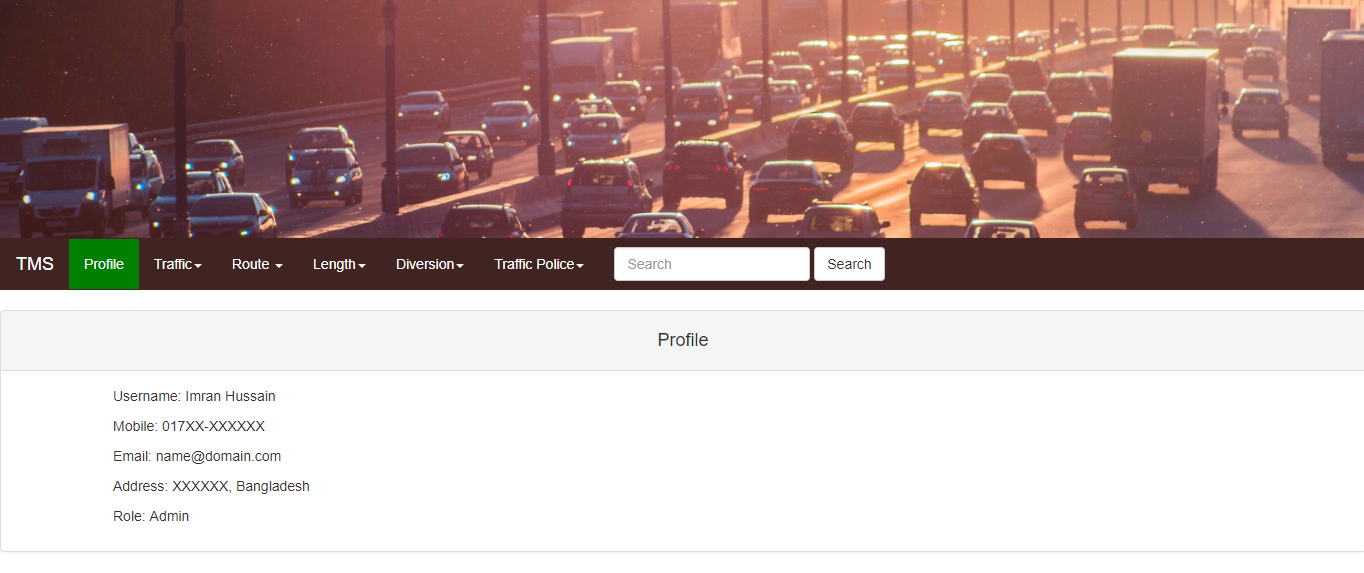 TMS Profile Traffic Route Length Diversion Traffic Police Search Search
Profile
Username: Imran Hussain
Mobile: 017XX-XXXXXX
Email: name@domain.com
Address: XXXXXX, Bangladesh
Role: Admin